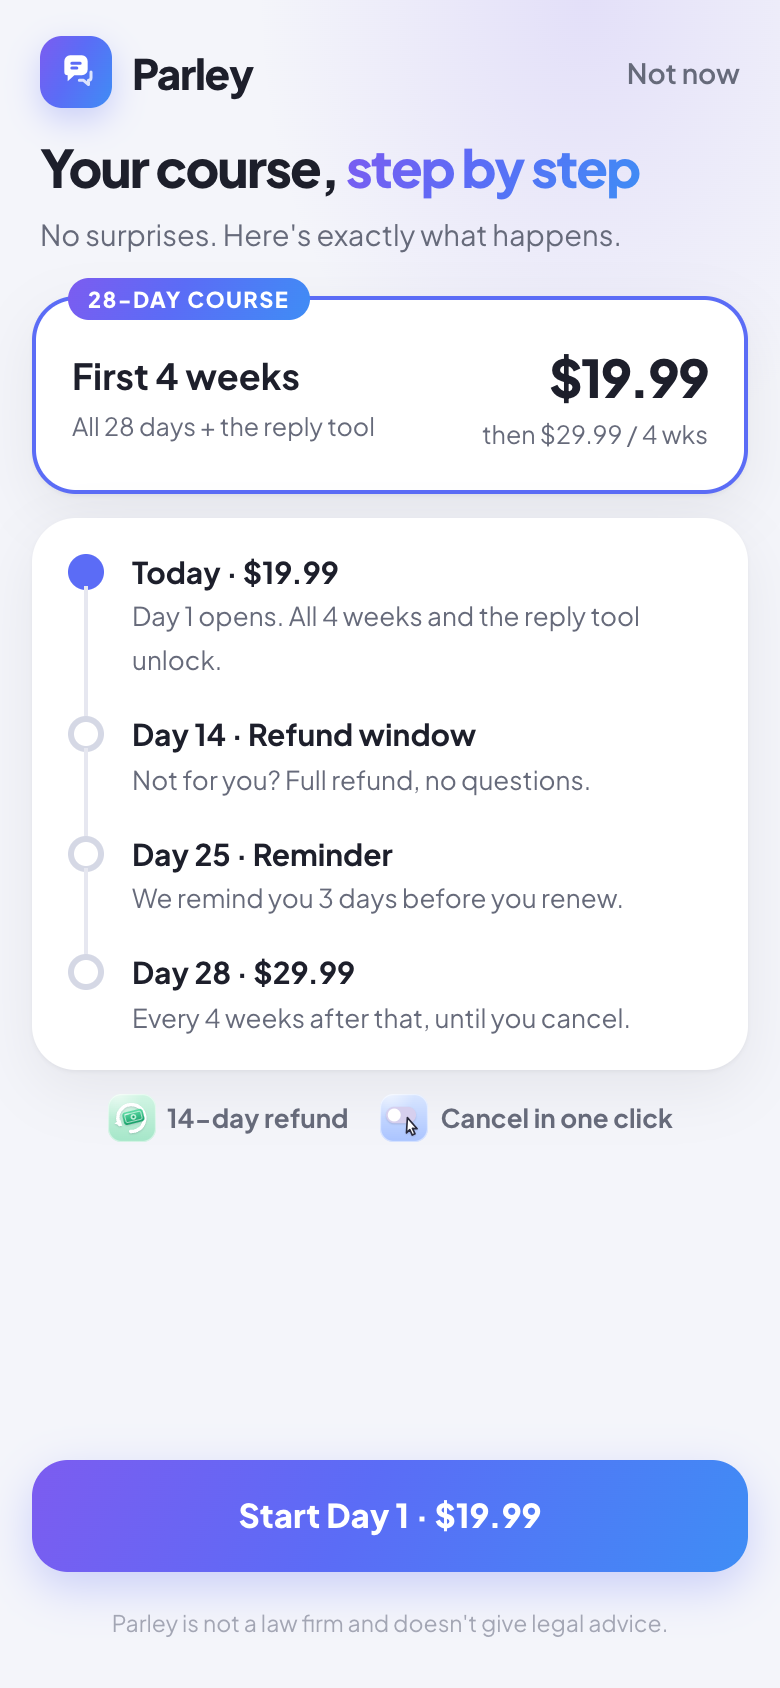 Parley
Not now
Your course, step by step
No surprises. Here's exactly what happens.
28-DAY COURSE
First 4 weeks
$19.99
All 28 days + the reply tool
then $29.99 / 4 wks
Today · $19.99
Day 1 opens. All 4 weeks and the reply tool
unlock.
Day 14 · Refund window
Not for you? Full refund, no questions.
Day 25 · Reminder
We remind you 3 days before you renew.
Day 28 · $29.99
Every 4 weeks after that, until you cancel.
14-day refund
Cancel in one click
Start Day 1 · $19.99
Parley is not a law firm and doesn't give legal advice.